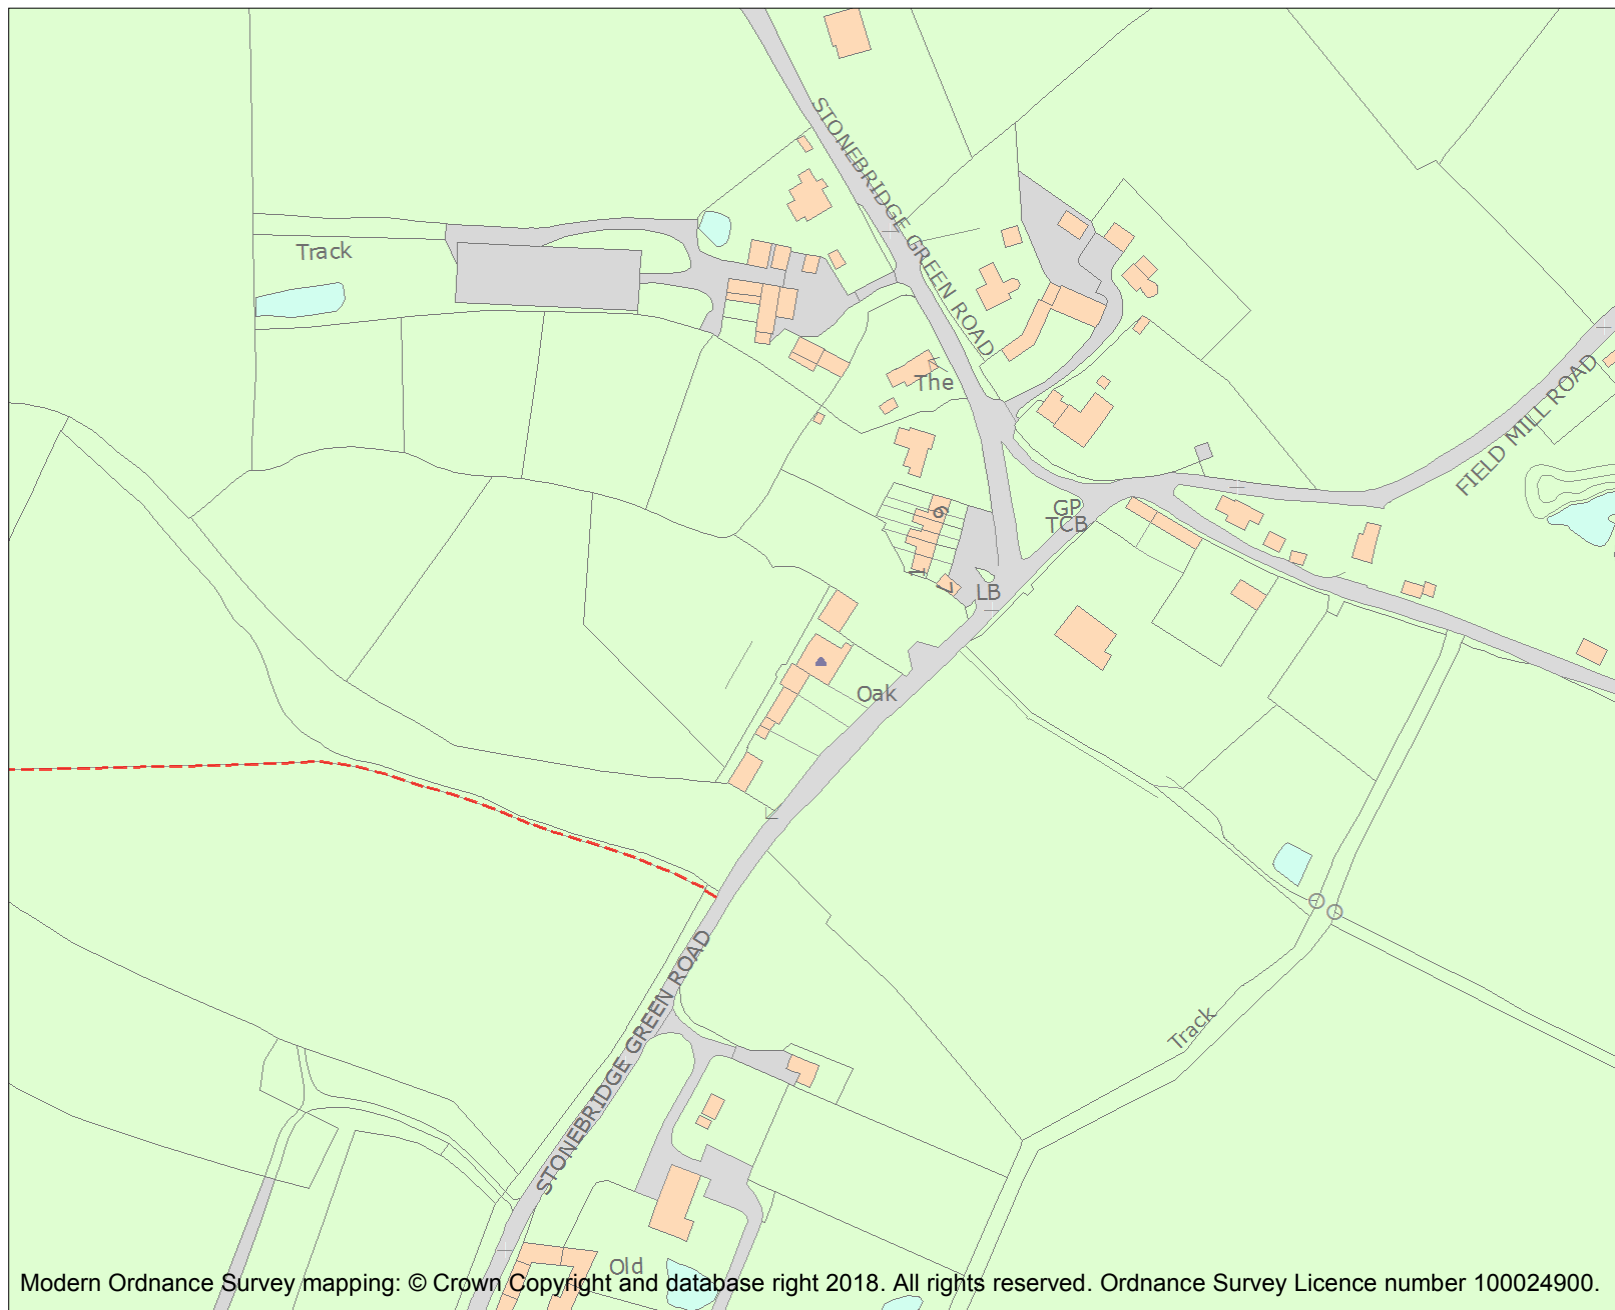 STONEBRIDGE GREEN ROAD
Track
The
FIELD MILL ROAD
GP
TCB
6
1
7
LB
Oak
STONEBRIDGE GREEN ROAD
Track
Old
Modern Ordnance Survey mapping: © Crown Copyright and database right 2018. All rights reserved. Ordnance Survey Licence number 100024900.